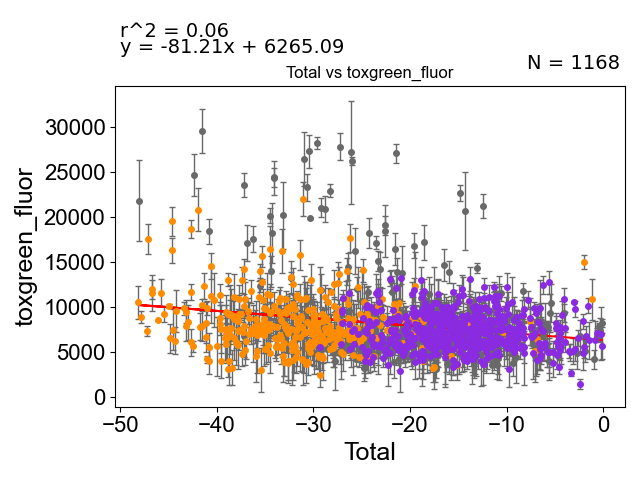 r^2 = 0.06
y = -81.21x + 6265.09
N = 1168
Total vs toxgreen_fluor
toxgreen_fluor
30000
25000
20000
15000
10000
5000
0
−50
−40
−30
−20
−10
0
Total